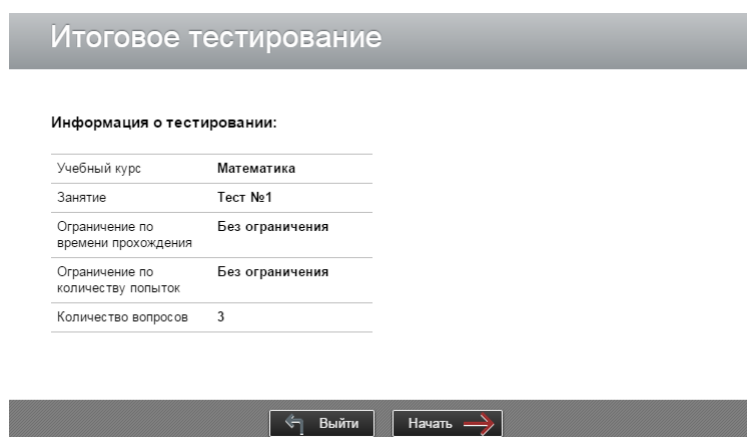 Итоговое тестирование
Информация о тестировании:
Учебный курс Математика
Занятие Тест №1
Ограничение по Без ограничения
времени прохождения
Ограничение по Без ограничения
количеству попыток
Количество вопросов 3
Выйти Начать